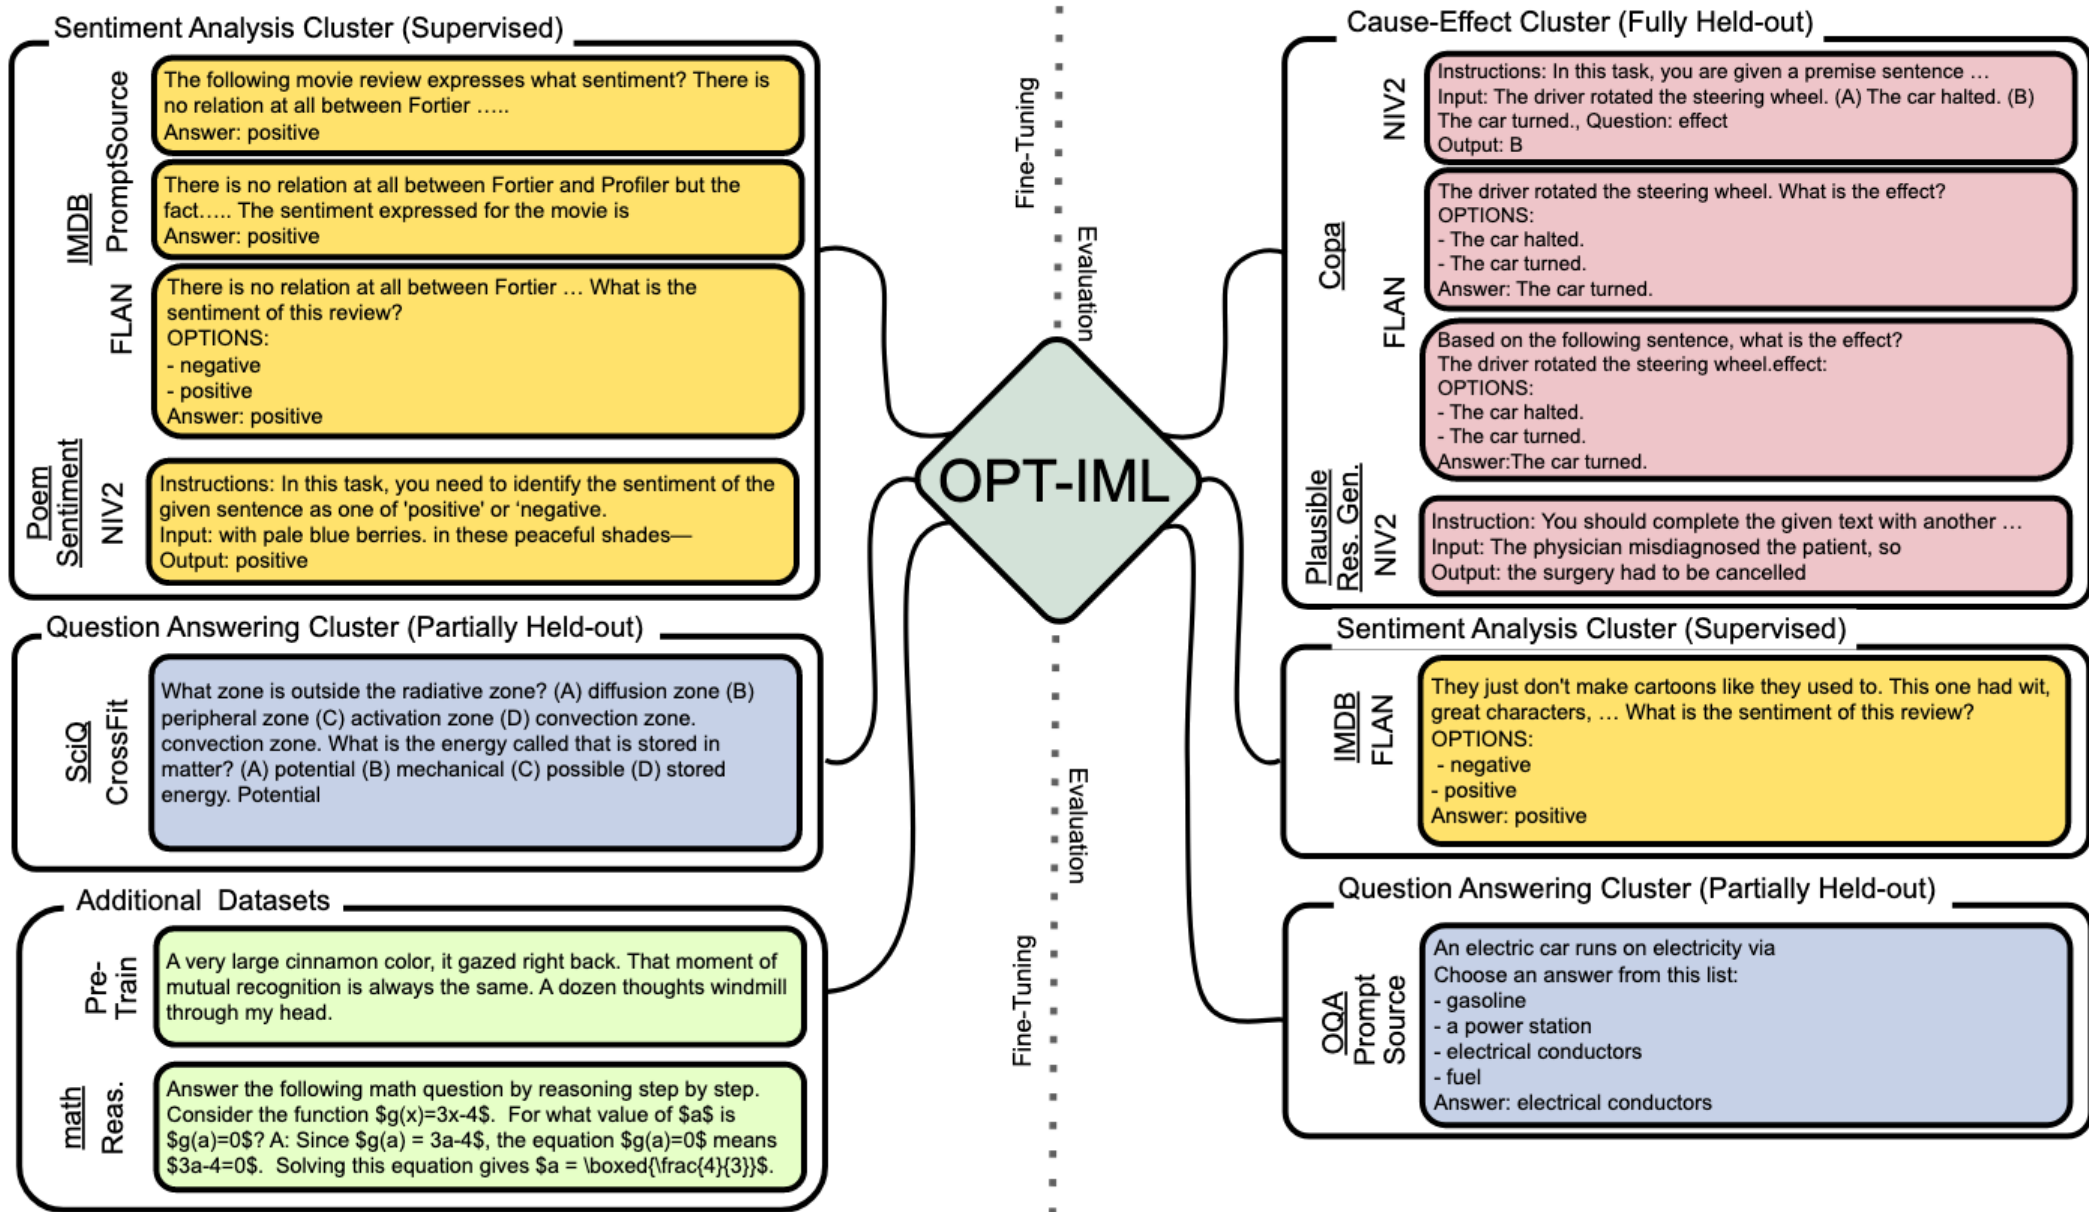 Sentiment Analysis Cluster (Supervised)
IMDB
PromptSource
The following movie review expresses what sentiment? There is
no relation at all between Fortier …..
Answer: positive
There is no relation at all between Fortier and Profiler but the
fact….. The sentiment expressed for the movie is
Answer: positive
FLAN
There is no relation at all between Fortier … What is the
sentiment of this review?
OPTIONS:
- negative
- positive
Answer: positive
Poem
Sentiment
NIV2
Instructions: In this task, you need to identify the sentiment of the
given sentence as one of 'positive' or ‘negative.
Input: with pale blue berries. in these peaceful shades—
Output: positive
Question Answering Cluster (Partially Held-out)
SciQ
CrossFit
What zone is outside the radiative zone? (A) diffusion zone (B)
peripheral zone (C) activation zone (D) convection zone.
convection zone. What is the energy called that is stored in
matter? (A) potential (B) mechanical (C) possible (D) stored
energy. Potential
Additional Datasets
Pre-
Train
A very large cinnamon color, it gazed right back. That moment of
mutual recognition is always the same. A dozen thoughts windmill
through my head.
math
Reas.
Answer the following math question by reasoning step by step.
Consider the function $g(x)=3x-4$. For what value of $a$ is
$g(a)=0$? A: Since $g(a) = 3a-4$, the equation $g(a)=0$ means
$3a-4=0$. Solving this equation gives $a = \boxed{\frac{4}{3}}$.
Fine-Tuning
Evaluation
OPT-IML
Evaluation
Fine-Tuning
Cause-Effect Cluster (Fully Held-out)
Copa
NIV2
Instructions: In this task, you are given a premise sentence …
Input: The driver rotated the steering wheel. (A) The car halted. (B)
The car turned., Question: effect
Output: B
FLAN
The driver rotated the steering wheel. What is the effect?
OPTIONS:
- The car halted.
- The car turned.
Answer: The car turned.
Based on the following sentence, what is the effect?
The driver rotated the steering wheel.effect:
OPTIONS:
- The car halted.
- The car turned.
Answer:The car turned.
Plausible
Res. Gen.
NIV2
Instruction: You should complete the given text with another …
Input: The physician misdiagnosed the patient, so
Output: the surgery had to be cancelled
Sentiment Analysis Cluster (Supervised)
IMDB
FLAN
They just don't make cartoons like they used to. This one had wit,
great characters, … What is the sentiment of this review?
OPTIONS:
- negative
- positive
Answer: positive
Question Answering Cluster (Partially Held-out)
OQA
Prompt
Source
An electric car runs on electricity via
Choose an answer from this list:
- gasoline
- a power station
- electrical conductors
- fuel
Answer: electrical conductors